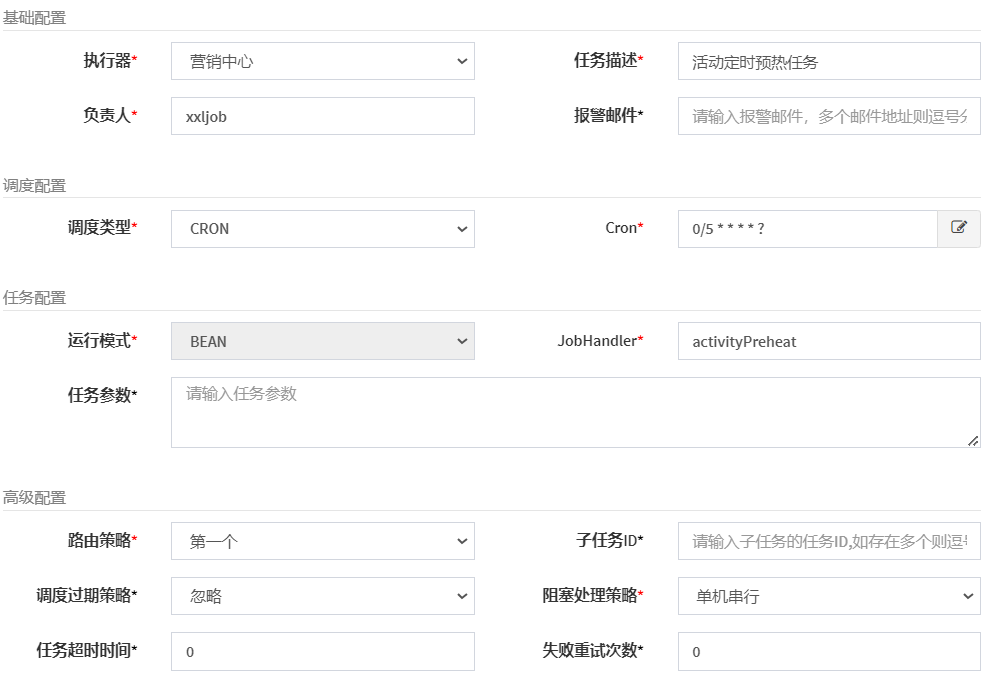 基础配置
执行器* 营销中心 任务描述* 活动定时预热任务
负责人* xxljob 报警邮件* 请输入报警邮件，多个邮件地址则逗号分
调度配置
调度类型* CRON Cron* 0/5 * * * * ?
任务配置
运行模式* BEAN JobHandler* activityPreheat
任务参数* 请输入任务参数
高级配置
路由策略* 第一个 子任务ID* 请输入子任务的任务ID,如存在多个则逗号
调度过期策略* 忽略 阻塞处理策略* 单机串行
任务超时时间* 0 失败重试次数* 0